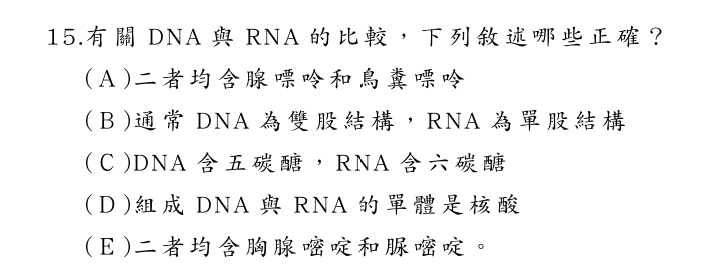 15.有關 DNA 與 RNA 的比較，下列敘述哪些正確？
(A)二者均含腺嘌呤和鳥糞嘌呤
(B)通常 DNA 為雙股結構，RNA 為單股結構
(C)DNA 含五碳醣，RNA 含六碳醣
(D)組成 DNA 與 RNA 的單體是核酸
(E)二者均含胸腺嘧啶和脲嘧啶。